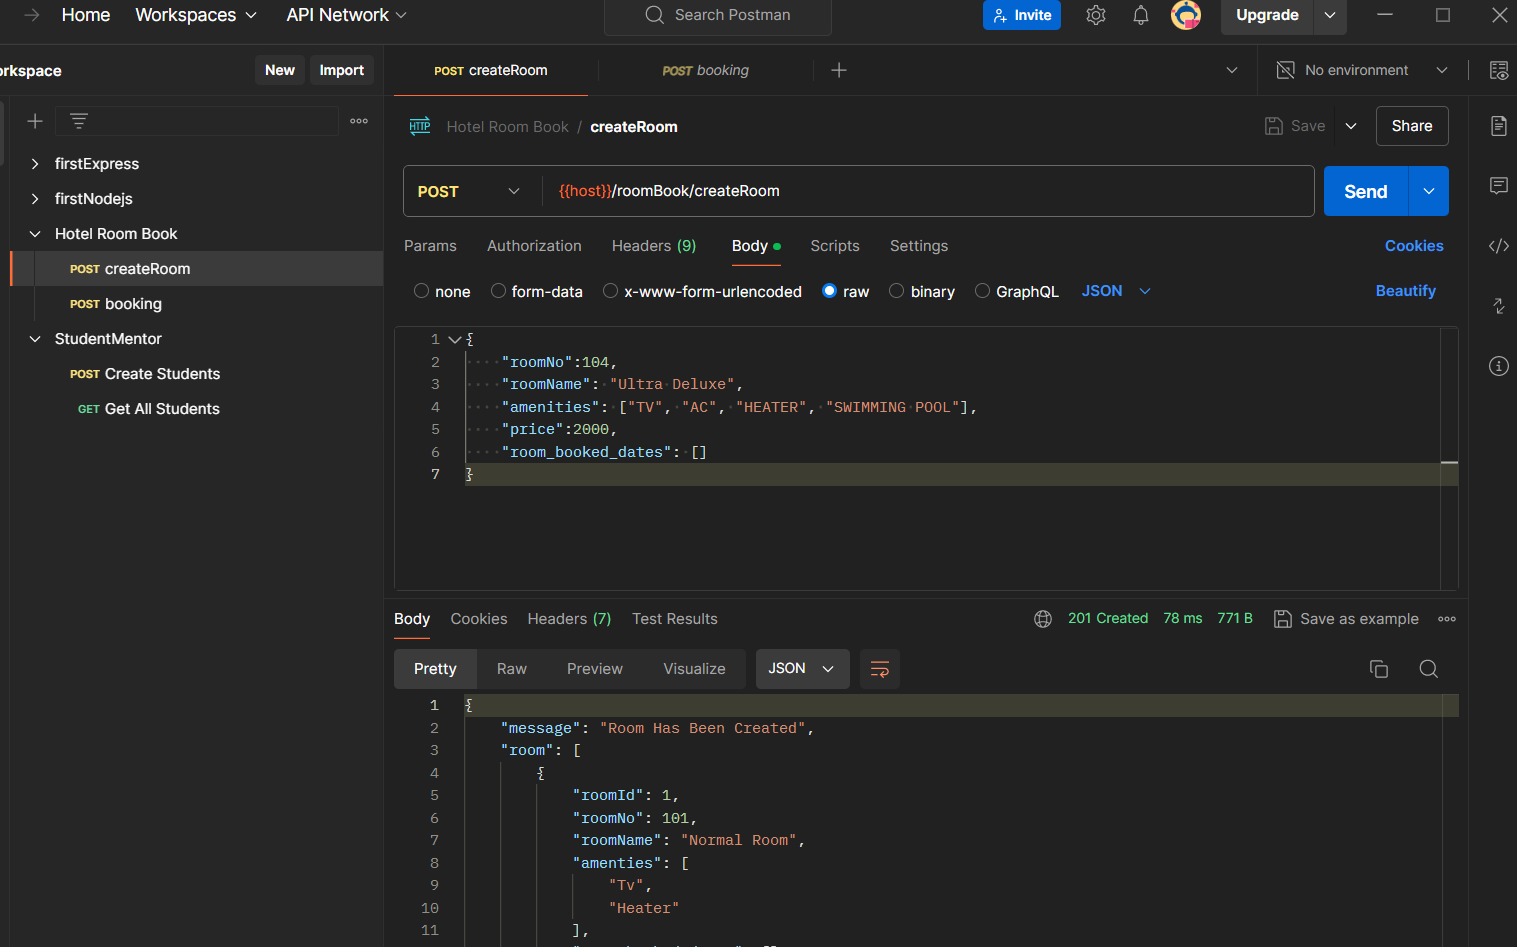 Home Workspaces API Network Search Postman Invite Upgrade
orkspace New Import POST createRoom POST booking No environment
HTTP Hotel Room Book / createRoom Save Share
firstExpress
firstNodejs
Hotel Room Book
POST createRoom
POST booking
StudentMentor
POST Create Students
GET Get All Students
POST {{host}}/roomBook/createRoom Send
Params Authorization Headers (9) Body Scripts Settings Cookies
none form-data x-www-form-urlencoded raw binary GraphQL JSON Beautify
1 {
2 "roomNo":104,
3 "roomName": "Ultra Deluxe",
4 "amenities": ["TV", "AC", "HEATER", "SWIMMING POOL"],
5 "price":2000,
6 "room_booked_dates": []
7 }
Body Cookies Headers (7) Test Results 201 Created 78 ms 771 B Save as example
Pretty Raw Preview Visualize JSON
1 {
2 "message": "Room Has Been Created",
3 "room": [
4 {
5 "roomId": 1,
6 "roomNo": 101,
7 "roomName": "Normal Room",
8 "amenties": [
9 "Tv",
10 "Heater"
11 ],